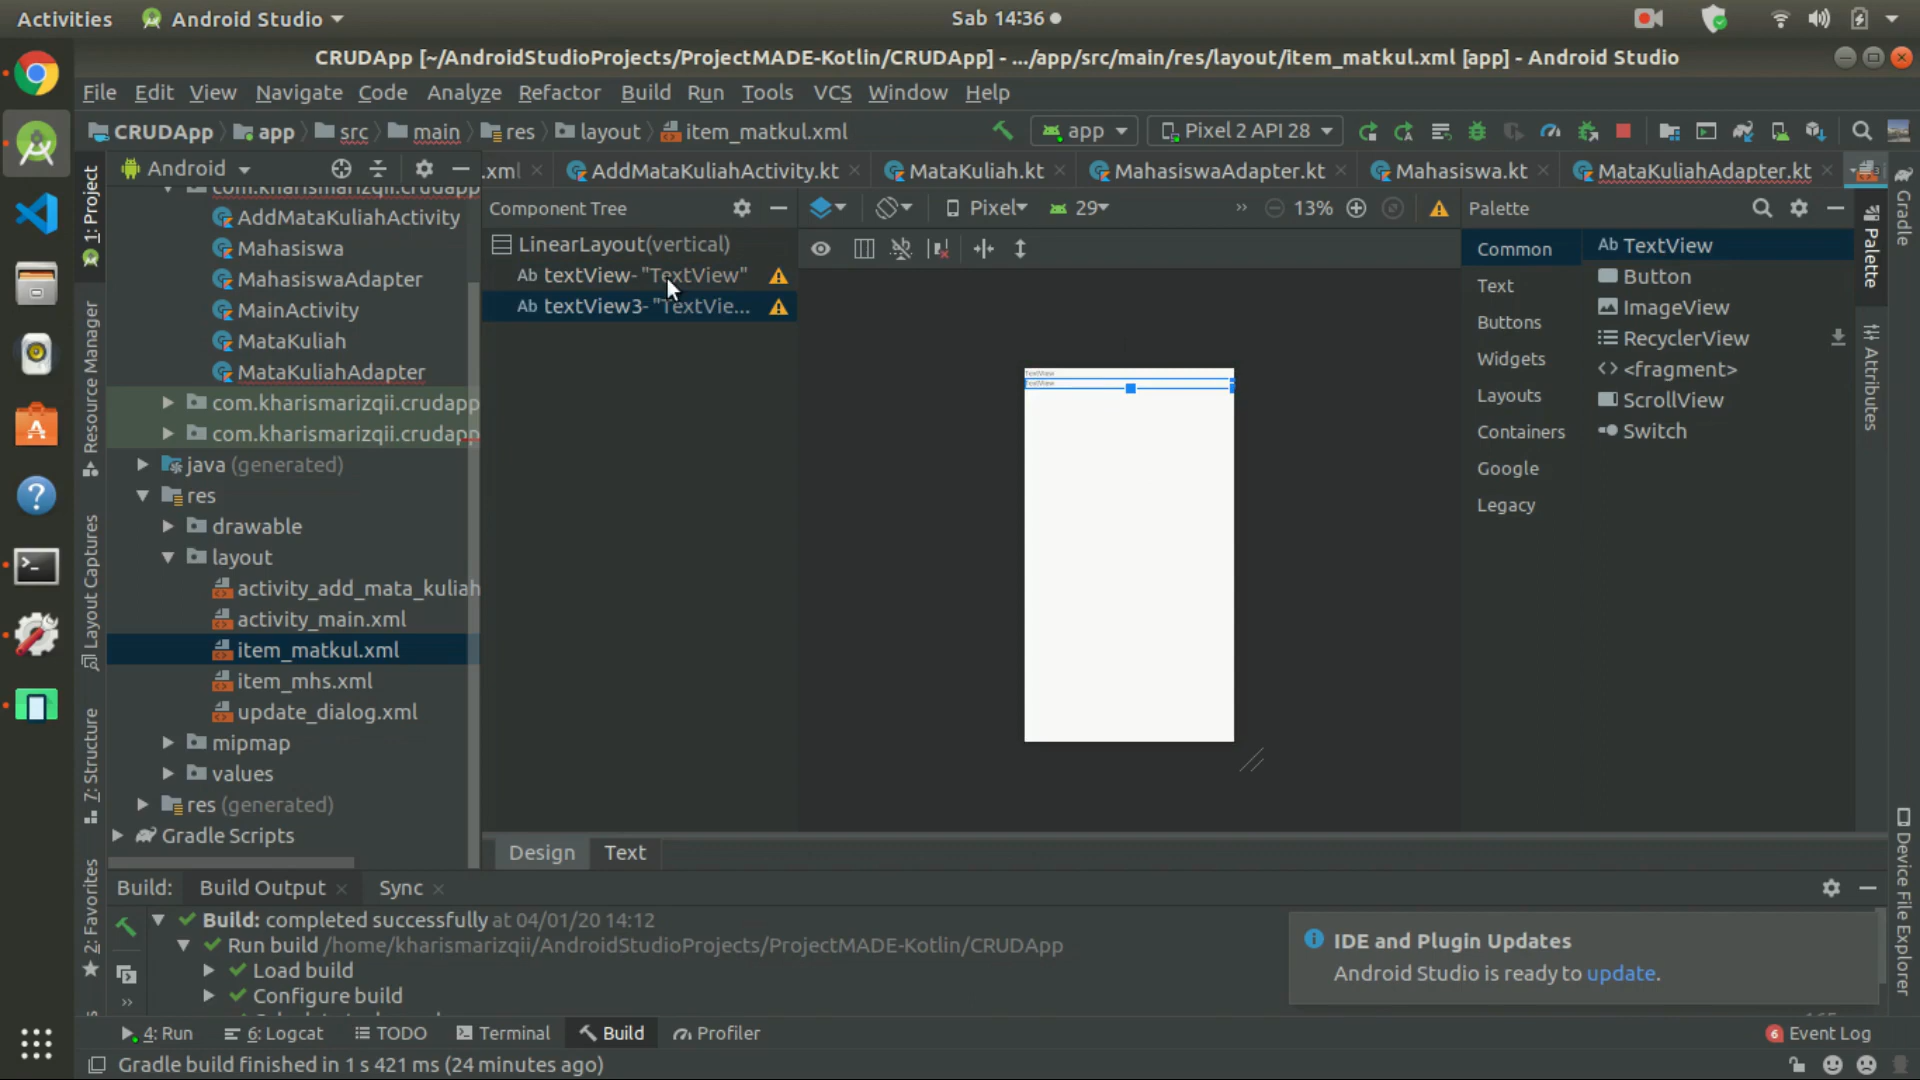 Activities Android Studio Sab 14:36
CRUDApp [~/AndroidStudioProjects/ProjectMADE-Kotlin/CRUDApp] - .../app/src/main/res/layout/item_matkul.xml [app] - Android Studio
File Edit View Navigate Code Analyze Refactor Build Run Tools VCS Window Help
CRUDApp app src main res layout item_matkul.xml app Pixel 2 API 28
Android .xml AddMataKuliahActivity.kt MataKuliah.kt MahasiswaAdapter.kt Mahasiswa.kt MataKuliahAdapter.kt
com.kharismarizqii.crudapp
AddMataKuliahActivity
Mahasiswa
MahasiswaAdapter
MainActivity
MataKuliah
MataKuliahAdapter
com.kharismarizqii.crudapp
com.kharismarizqii.crudapp
java (generated)
res
drawable
layout
activity_add_mata_kuliah
activity_main.xml
item_matkul.xml
item_mhs.xml
update_dialog.xml
mipmap
values
res (generated)
Gradle Scripts
1: Project
Resource Manager
Layout Captures
7: Structure
2: Favorites
Component Tree
LinearLayout(vertical)
Ab textView- "TextView"
Ab textView3- "TextVie...
Pixel 29 » 13%
TextView
TextView
Design Text
Palette
Common
Text
Buttons
Widgets
Layouts
Containers
Google
Legacy
Ab TextView
Button
ImageView
RecyclerView
<fragment>
ScrollView
Switch
Gradle
Palette
Attributes
Device File Explorer
Build: Build Output Sync
Build: completed successfully at 04/01/20 14:12
Run build /home/kharismarizqii/AndroidStudioProjects/ProjectMADE-Kotlin/CRUDApp
Load build
Configure build
»
IDE and Plugin Updates
Android Studio is ready to update.
4: Run 6: Logcat TODO Terminal Build Profiler 6 Event Log
Gradle build finished in 1 s 421 ms (24 minutes ago)